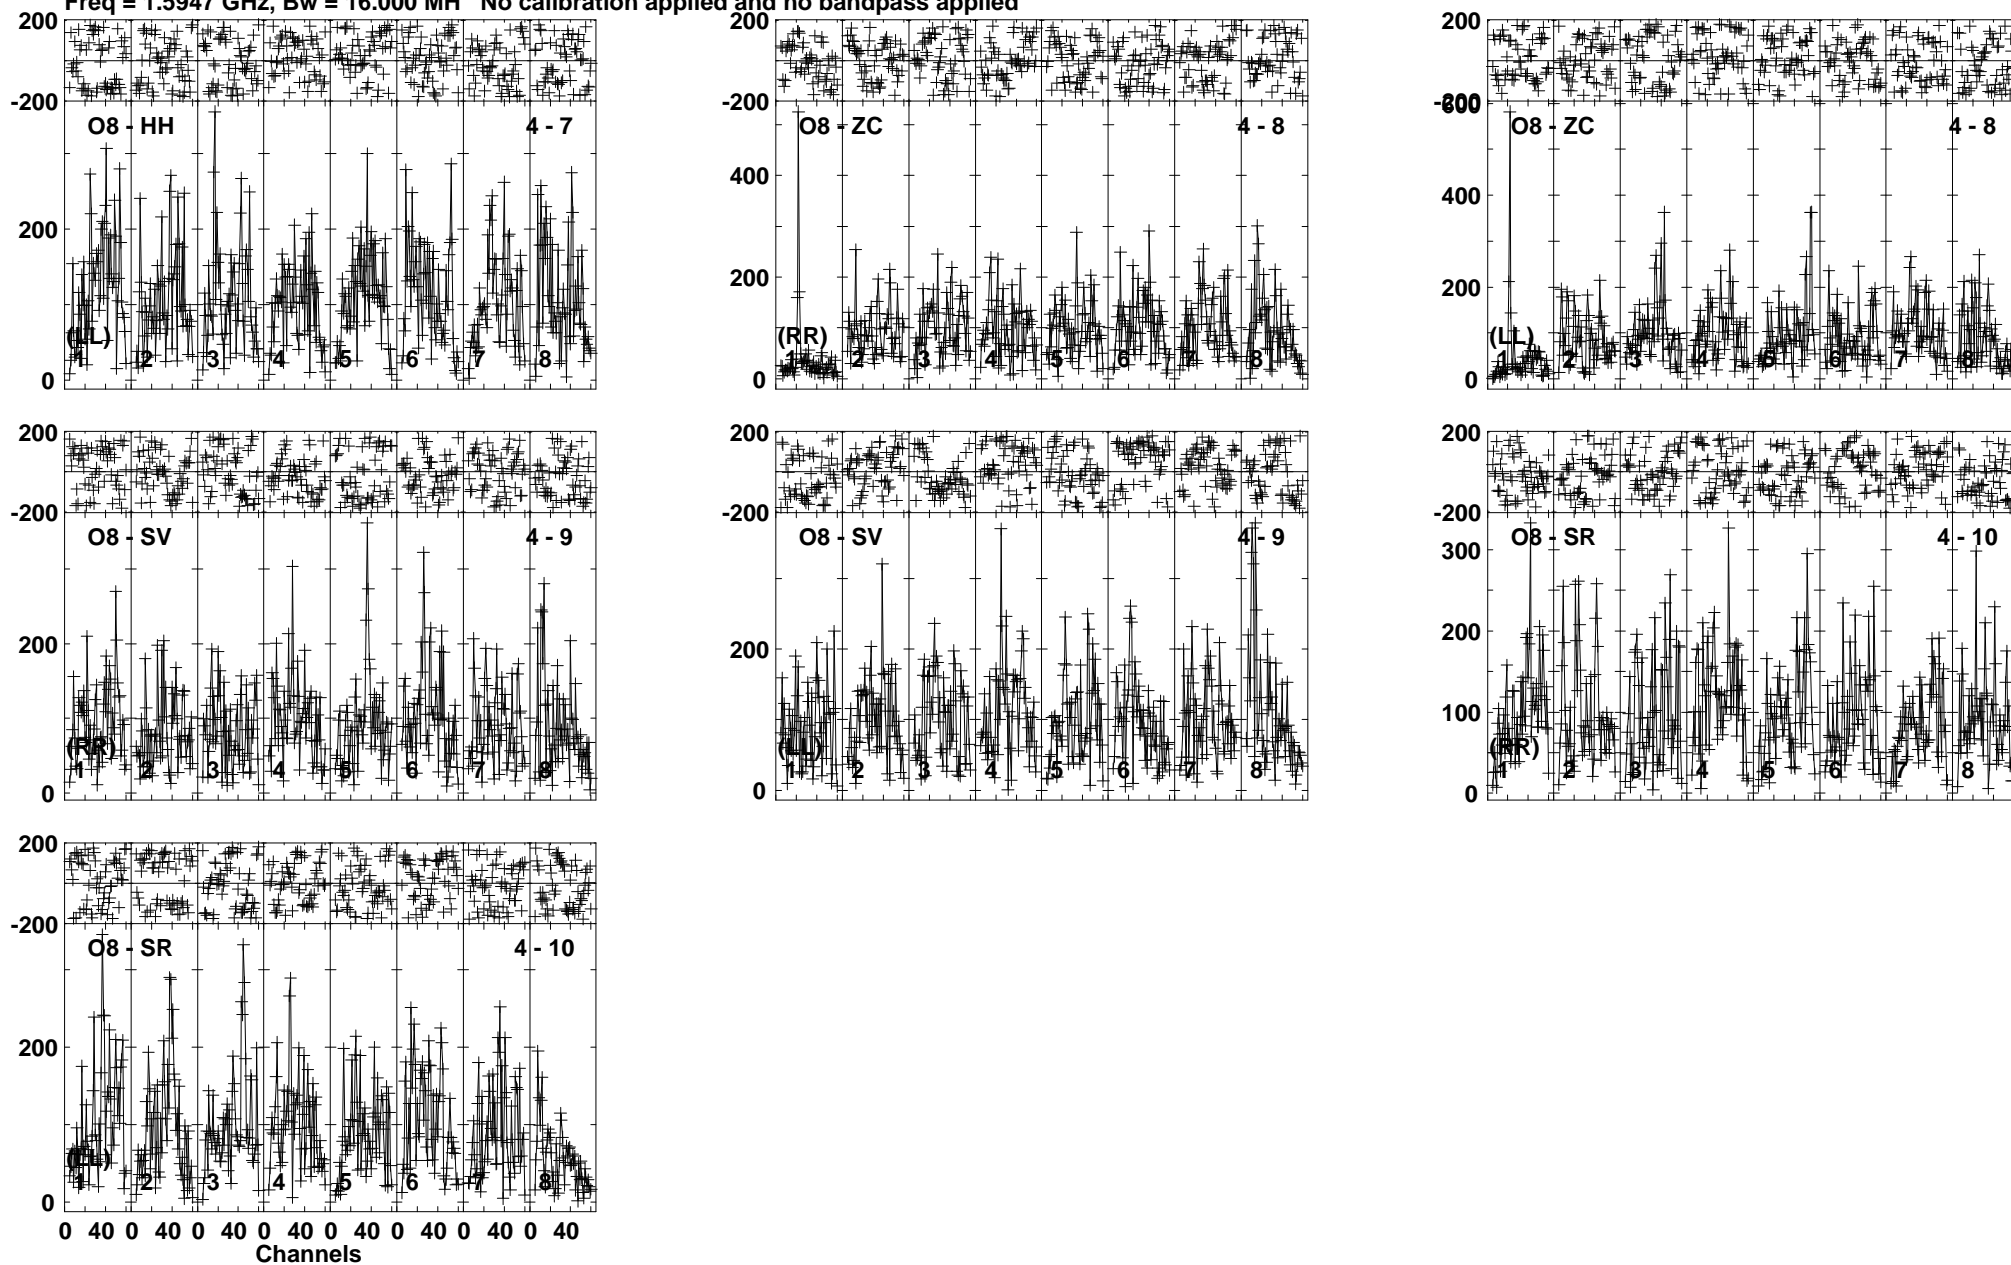 Freq = 1.5947 GHz, Bw = 16.000 MH No calibration applied and no bandpass applied
200
-200
O8 - HH 4 - 7
200
(LL)
1 2 3 4 5 6 7 8
0
200
-200
O8 - ZC 4 - 8
400
200
(RR)
1 2 3 4 5 6 7 8
0
200
-200
600
O8 - ZC 4 - 8
400
200
(LL)
1 2 3 4 5 6 7 8
0
200
-200
O8 - SV 4 - 9
200
(RR)
1 2 3 4 5 6 7 8
0
200
-200
O8 - SV 4 - 9
200
(LL)
1 2 3 4 5 6 7 8
0
200
-200
O8 - SR 4 - 10
300
200
100
(RR)
1 2 3 4 5 6 7 8
0
200
-200
O8 - SR 4 - 10
200
(LL)
1 2 3 4 5 6 7 8
0
0 40 0 40 0 40 0 40 0 40 0 40 0 40 0 40
Channels